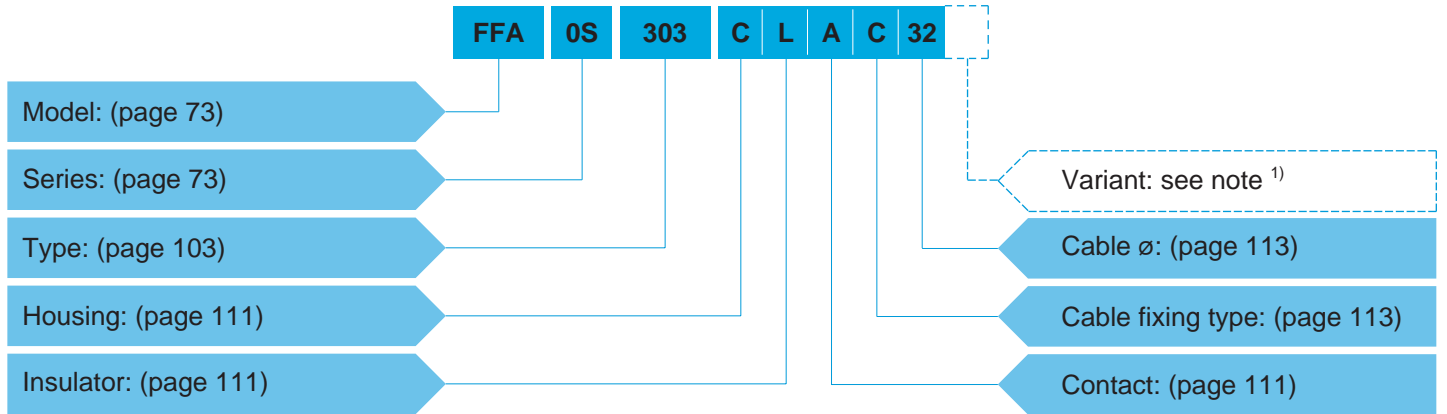 FFA 0S 303 C L A C 32
Model: (page 73)
Series: (page 73)
Variant: see note 1)
Type: (page 103)
Cable ø: (page 113)
Housing: (page 111)
Cable fixing type: (page 113)
Insulator: (page 111)
Contact: (page 111)